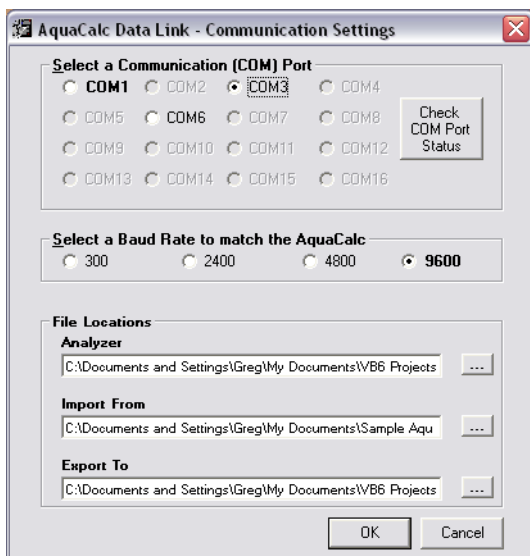 AquaCalc Data Link - Communication Settings
Select a Communication (COM) Port
COM1 COM2 COM3 COM4
COM5 COM6 COM7 COM8
COM9 COM10 COM11 COM12
COM13 COM14 COM15 COM16
Check
COM Port
Status
Select a Baud Rate to match the AquaCalc
300 2400 4800 9600
File Locations
Analyzer
C:\Documents and Settings\Greg\My Documents\VB6 Projects
...
Import From
C:\Documents and Settings\Greg\My Documents\Sample Aqu
...
Export To
C:\Documents and Settings\Greg\My Documents\VB6 Projects
...
OK Cancel